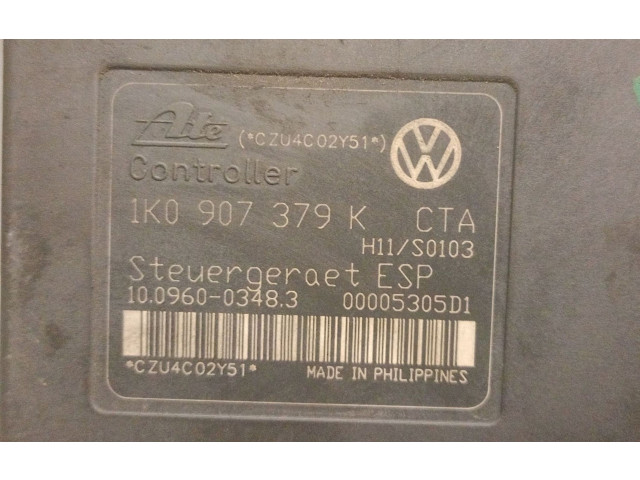 Ate (*CZU4C02Y51*)
VW
Controller
1K0 907 379 K CTA
H11/S0103
Steuergeraet ESP
10.0960-0348.3 00005305D1
*CZU4C02Y51* MADE IN PHILIPPINES